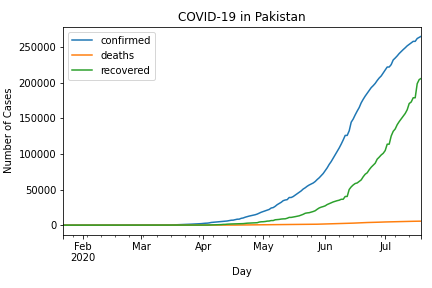 COVID-19 in Pakistan
confirmed
deaths
recovered
Number of Cases
250000
200000
150000
100000
50000
0
Feb
2020
Mar
Apr
May
Jun
Jul
Day